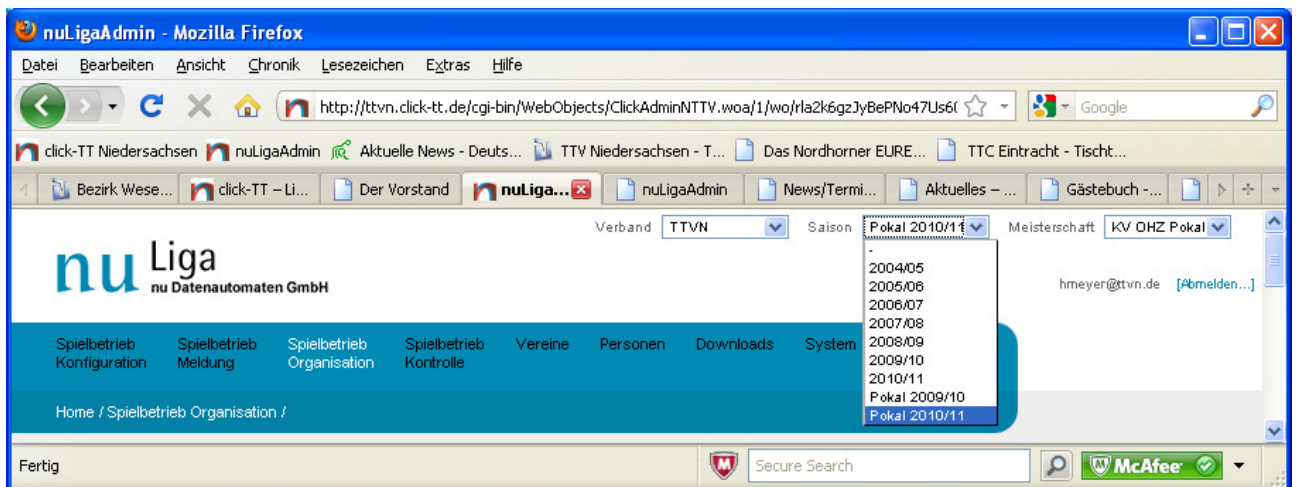 nuLigaAdmin - Mozilla Firefox
Datei Bearbeiten Ansicht Chronik Lesezeichen Extras Hilfe
http://ttvn.click-tt.de/cgi-bin/WebObjects/ClickAdminNTTV.woa/1/wo/rla2k6gzJyBePNo47Us6( Google
click-TT Niedersachsen nuLigaAdmin Aktuelle News - Deuts... TTV Niedersachsen - T... Das Nordhorner EURE... TTC Eintracht - Tischt...
Bezirk Wese... click-TT – Li... Der Vorstand nuLiga... nuLigaAdmin News/Termi... Aktuelles – ... Gästebuch -...
Verband TTVN Saison Pokal 2010/11 Meisterschaft KV OHZ Pokal
nu Liga
nu Datenautomaten GmbH
hmeyer@ttvn.de [Abmelden...]
-
2004/05
2005/06
2006/07
2007/08
2008/09
2009/10
2010/11
Pokal 2009/10
Pokal 2010/11
Spielbetrieb Konfiguration
Spielbetrieb Meldung
Spielbetrieb Organisation
Spielbetrieb Kontrolle
Vereine
Personen
Downloads
System
Home / Spielbetrieb Organisation /
Fertig Secure Search McAfee